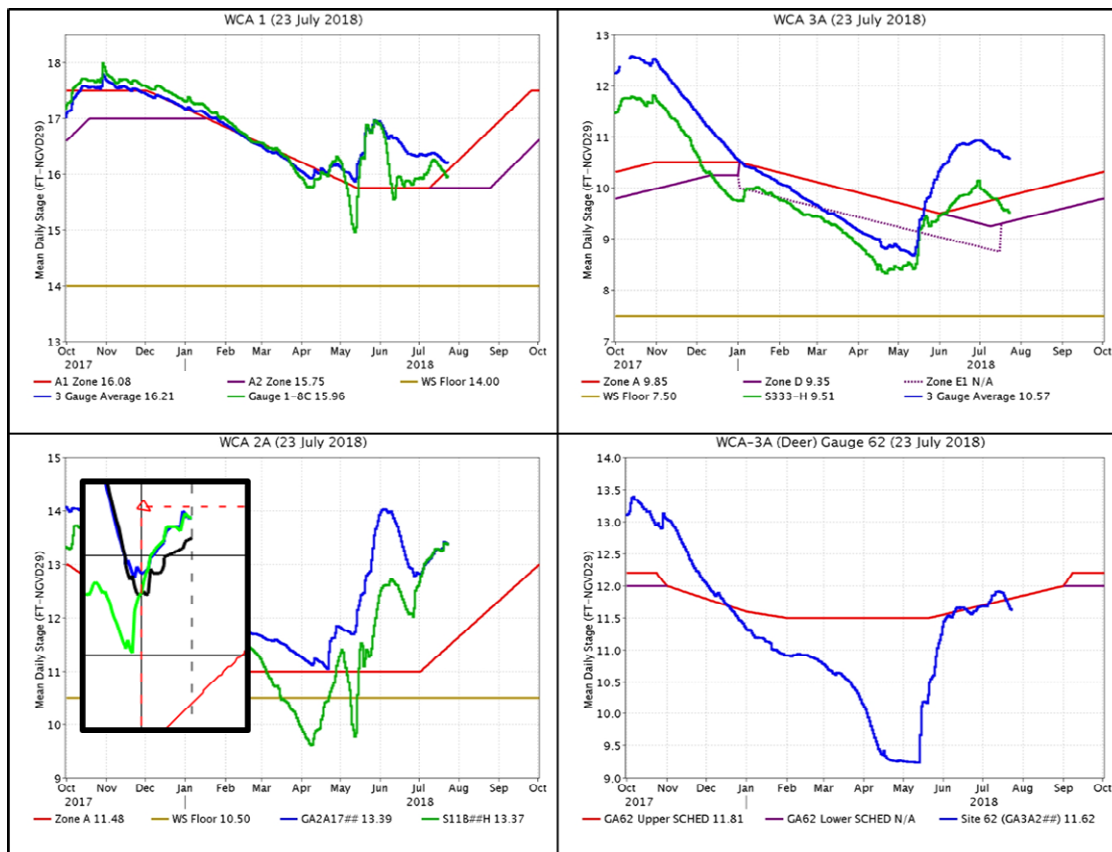 WCA 1 (23 July 2018)
Mean Daily Stage (FT-NGVD29)
18
17
16
15
14
13
Oct Nov Dec Jan Feb Mar Apr May Jun Jul Aug Sep Oct
2017 2018
A1 Zone 16.08 A2 Zone 15.75 WS Floor 14.00
3 Gauge Average 16.21 Gauge 1-8C 15.96
WCA 3A (23 July 2018)
Mean Daily Stage (FT-NGVD29)
13
12
11
10
9
8
7
Oct Nov Dec Jan Feb Mar Apr May Jun Jul Aug Sep Oct
2017 2018
Zone A 9.85 Zone D 9.35 Zone E1 N/A
WS Floor 7.50 S333-H 9.51 3 Gauge Average 10.57
WCA 2A (23 July 2018)
Mean Daily Stage (FT-NGVD29)
15
14
13
12
11
10
9
Oct Nov Dec Jan Feb Mar Apr May Jun Jul Aug Sep Oct
2017 2018
Zone A 11.48 WS Floor 10.50 GA2A17## 13.39 S11B##H 13.37
WCA-3A (Deer) Gauge 62 (23 July 2018)
Mean Daily Stage (FT-NGVD29)
14.0
13.5
13.0
12.5
12.0
11.5
11.0
10.5
10.0
9.5
9.0
Oct Nov Dec Jan Feb Mar Apr May Jun Jul Aug Sep Oct
2017 2018
GA62 Upper SCHED 11.81 GA62 Lower SCHED N/A Site 62 (GA3A2##) 11.62